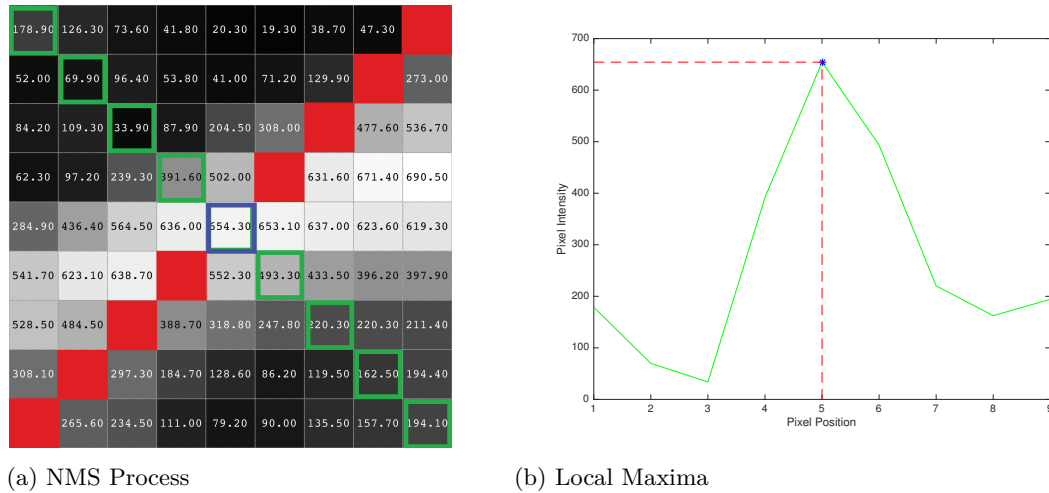 178.90 126.30 73.60 41.80 20.30 19.30 38.70 47.30
52.00 69.90 96.40 53.80 41.00 71.20 129.90 273.00
84.20 109.30 33.90 87.90 204.50 308.00 477.60 536.70
62.30 97.20 239.30 391.60 502.00 631.60 671.40 690.50
284.90 436.40 564.50 636.00 654.30 653.10 637.00 623.60 619.30
541.70 623.10 638.70 552.30 493.30 433.50 396.20 397.90
528.50 484.50 388.70 318.80 247.80 220.30 220.30 211.40
308.10 297.30 184.70 128.60 86.20 119.50 162.50 194.40
265.60 234.50 111.00 79.20 90.00 135.50 157.70 194.10
(a) NMS Process
700
600
500
400
300
200
100
0
Pixel Intensity
1 2 3 4 5 6 7 8 9
Pixel Position
(b) Local Maxima